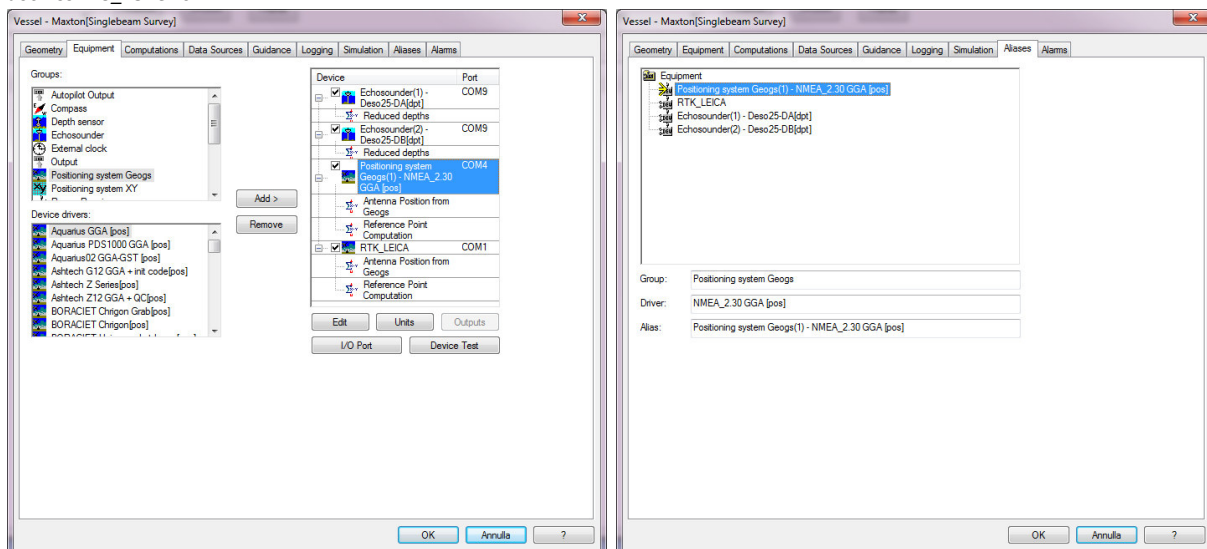 Vessel - Maxton[Singlebeam Survey]
Geometry Equipment Computations Data Sources Guidance Logging Simulation Aliases Alarms
Groups:
Autopilot Output
Compass
Depth sensor
Echosounder
External clock
Output
Positioning system Geogs
Positioning system XY
Device drivers:
Aquarius GGA [pos]
Aquarius PDS1000 GGA [pos]
Aquarius02 GGA-GST [pos]
Ashtech G12 GGA + init code[pos]
Ashtech Z Series[pos]
Ashtech Z12 GGA + QC[pos]
BORACIET Chrigon Grab[pos]
BORACIET Chrigon[pos]
Add >
Remove
Device Port
Echosounder(1) - COM9
Deso25-DA[dpt]
Reduced depths
Echosounder(2) - COM9
Deso25-DB[dpt]
Reduced depths
Positioning system COM4
Geogs(1) - NMEA_2.30
GGA [pos]
Antenna Position from
Geogs
Reference Point
Computation
RTK_LEICA COM1
Antenna Position from
Geogs
Reference Point
Computation
Edit Units Outputs
I/O Port Device Test
OK Annulla ?
Vessel - Maxton[Singlebeam Survey]
Geometry Equipment Computations Data Sources Guidance Logging Simulation Aliases Alarms
Equipment
Positioning system Geogs(1) - NMEA_2.30 GGA [pos]
RTK_LEICA
Echosounder(1) - Deso25-DA[dpt]
Echosounder(2) - Deso25-DB[dpt]
Group: Positioning system Geogs
Driver: NMEA_2.30 GGA [pos]
Alias: Positioning system Geogs(1) - NMEA_2.30 GGA [pos]
OK Annulla ?